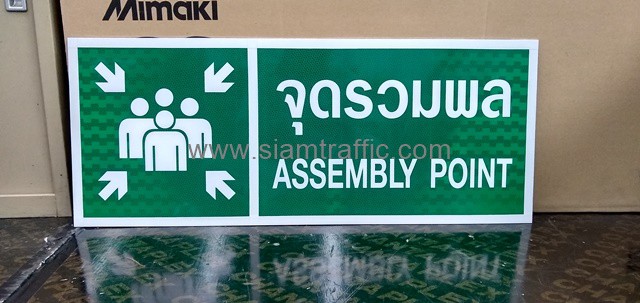 Mimaki
จุดรวมพล
www.siamtraffic.com
ASSEMBLY POINT